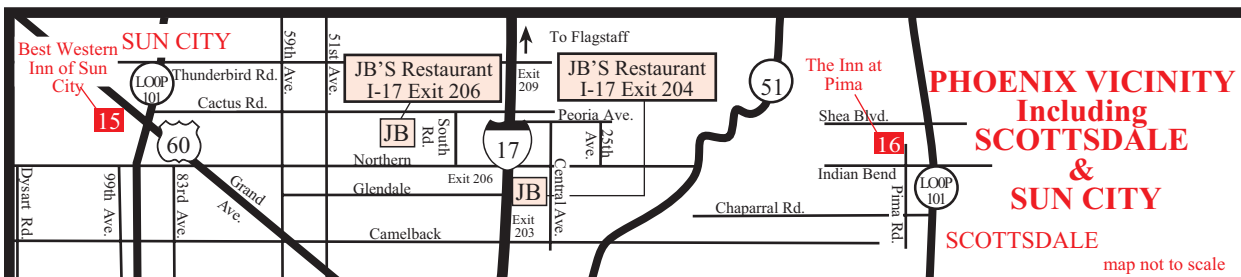 Best Western
Inn of Sun
City
15
SUN CITY
LOOP
101
Thunderbird Rd.
Cactus Rd.
60
59th Ave.
51st Ave.
JB'S Restaurant
I-17 Exit 206
JB
South Rd.
To Flagstaff
Exit
209
JB'S Restaurant
I-17 Exit 204
Peoria Ave.
17
25th Ave.
Central Ave.
Northern
Exit 206
Glendale
JB
Exit
203
Camelback
Dysart Rd
99th Ave.
83rd Ave.
Grand Ave.
51
The Inn at
Pima
Shea Blvd.
16
Indian Bend
Pima Rd.
LOOP
101
Chaparral Rd.
PHOENIX VICINITY
Including
SCOTTSDALE
&
SUN CITY
SCOTTSDALE
map not to scale